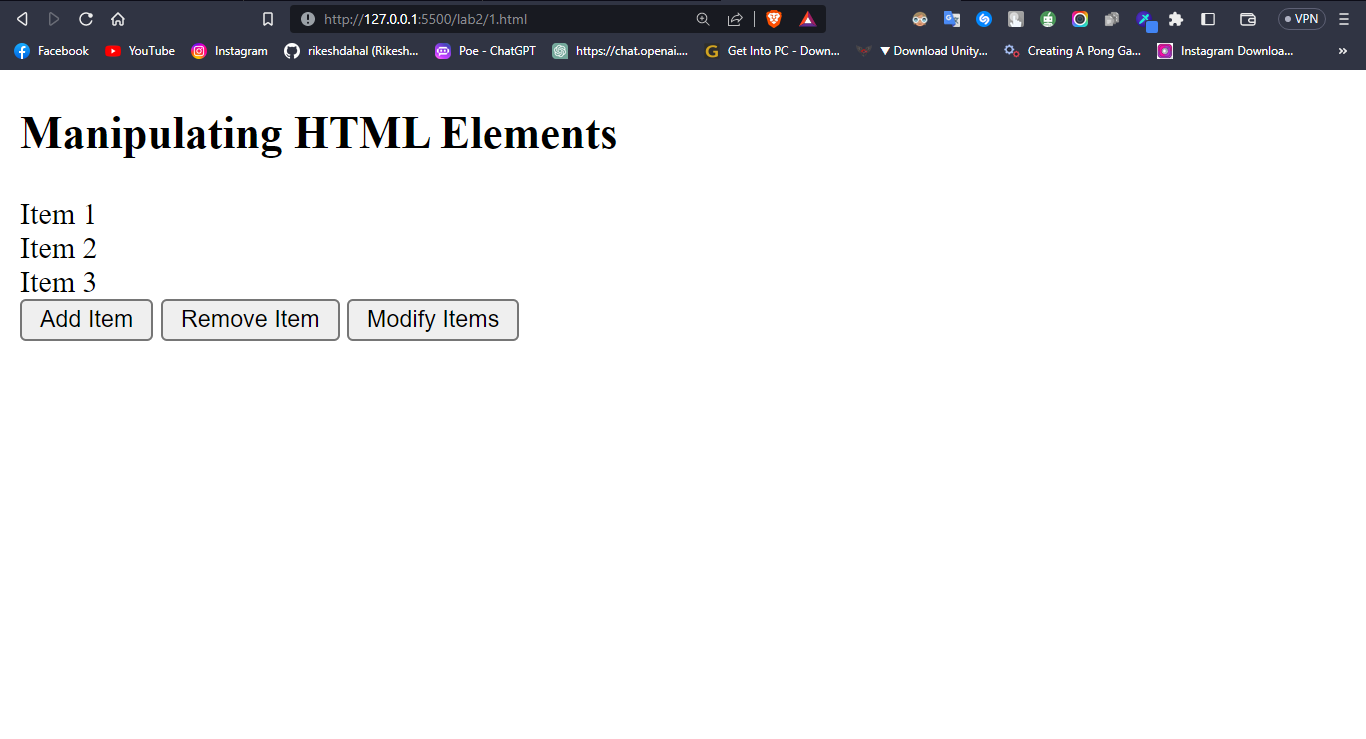 http://127.0.0.1:5500/lab2/1.html
VPN
Facebook
YouTube
Instagram
rikeshdahal (Rikesh...
Poe - ChatGPT
https://chat.openai....
Get Into PC - Down...
▼ Download Unity...
Creating A Pong Ga...
Instagram Downloa...
»
Manipulating HTML Elements
Item 1
Item 2
Item 3
Add Item Remove Item Modify Items